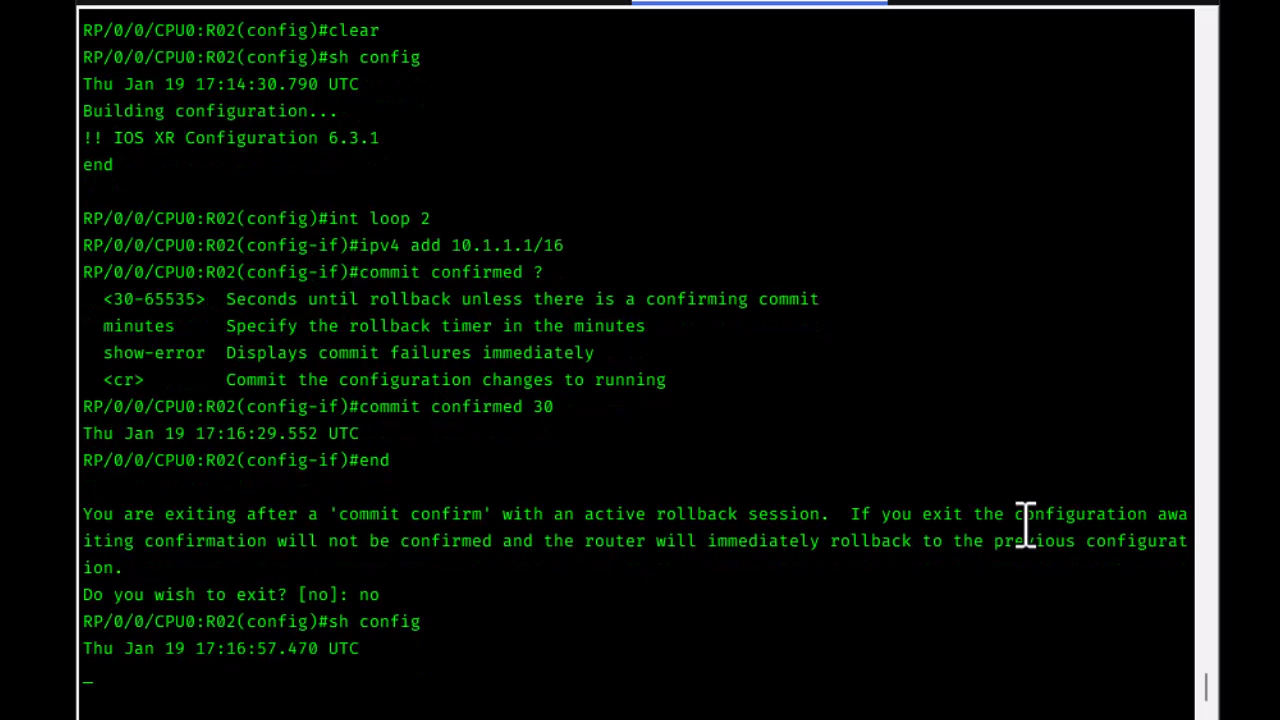 RP/0/0/CPU0:R02(config)#clear
RP/0/0/CPU0:R02(config)#sh config
Thu Jan 19 17:14:30.790 UTC
Building configuration...
!! IOS XR Configuration 6.3.1
end
RP/0/0/CPU0:R02(config)#int loop 2
RP/0/0/CPU0:R02(config-if)#ipv4 add 10.1.1.1/16
RP/0/0/CPU0:R02(config-if)#commit confirmed ?
<30-65535>  Seconds until rollback unless there is a confirming commit
minutes     Specify the rollback timer in the minutes
show-error  Displays commit failures immediately
<cr>        Commit the configuration changes to running
RP/0/0/CPU0:R02(config-if)#commit confirmed 30
Thu Jan 19 17:16:29.552 UTC
RP/0/0/CPU0:R02(config-if)#end
You are exiting after a 'commit confirm' with an active rollback session.  If you exit the configuration awa
iting confirmation will not be confirmed and the router will immediately rollback to the previous configurat
ion.
Do you wish to exit? [no]: no
RP/0/0/CPU0:R02(config-if)#sh config
Thu Jan 19 17:16:57.470 UTC